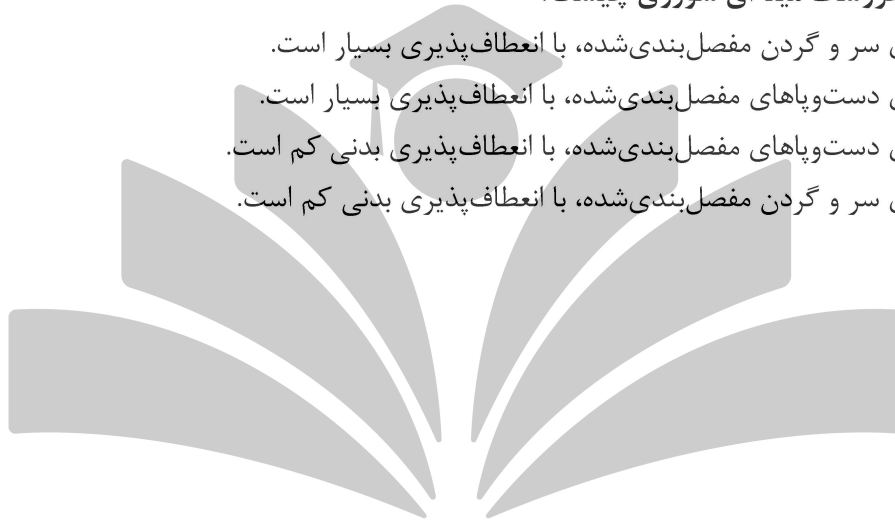 چیست؟
سر و گردن مفصل‌بندی‌شده، با انعطاف‌پذیری بسیار است.
دست‌وپاهای مفصل‌بندی‌شده، با انعطاف‌پذیری بسیار است.
دست‌وپاهای مفصل‌بندی‌شده، با انعطاف‌پذیری بدنی کم است.
سر و گردن مفصل‌بندی‌شده، با انعطاف‌پذیری بدنی کم است.